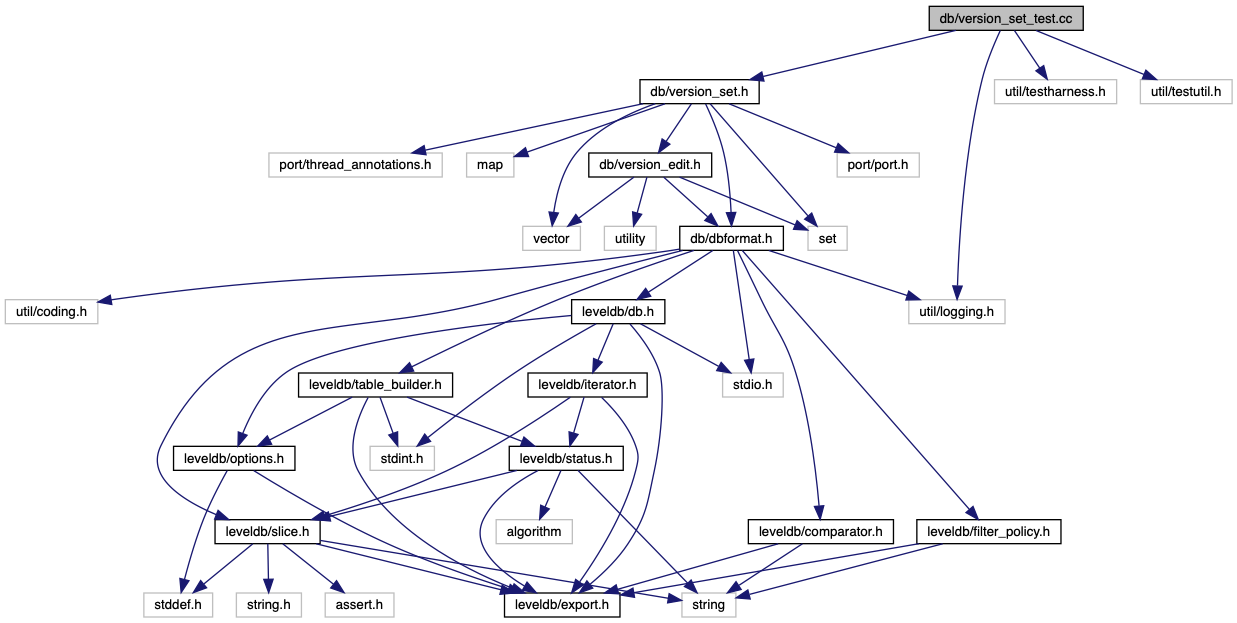 db/version_set_test.cc
db/version_set.h
util/testharness.h
util/testutil.h
port/thread_annotations.h
map
db/version_edit.h
port/port.h
vector
utility
db/dbformat.h
set
util/coding.h
leveldb/db.h
util/logging.h
leveldb/table_builder.h
leveldb/iterator.h
stdio.h
leveldb/options.h
stdint.h
leveldb/status.h
leveldb/slice.h
algorithm
leveldb/comparator.h
leveldb/filter_policy.h
stddef.h
string.h
assert.h
leveldb/export.h
string